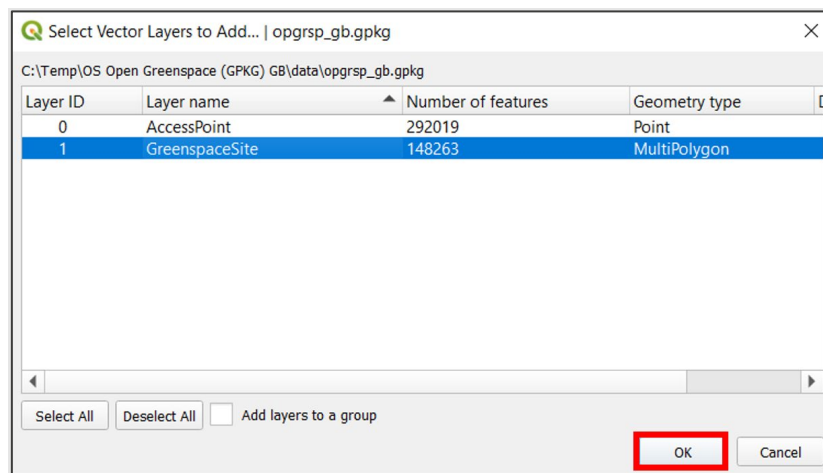 Select Vector Layers to Add... | opgrsp_gb.gpkg
C:\Temp\OS Open Greenspace (GPKG) GB\data\opgrsp_gb.gpkg
Layer ID Layer name Number of features Geometry type
0 AccessPoint 292019 Point
1 GreenspaceSite 148263 MultiPolygon
Select All Deselect All Add layers to a group
OK Cancel